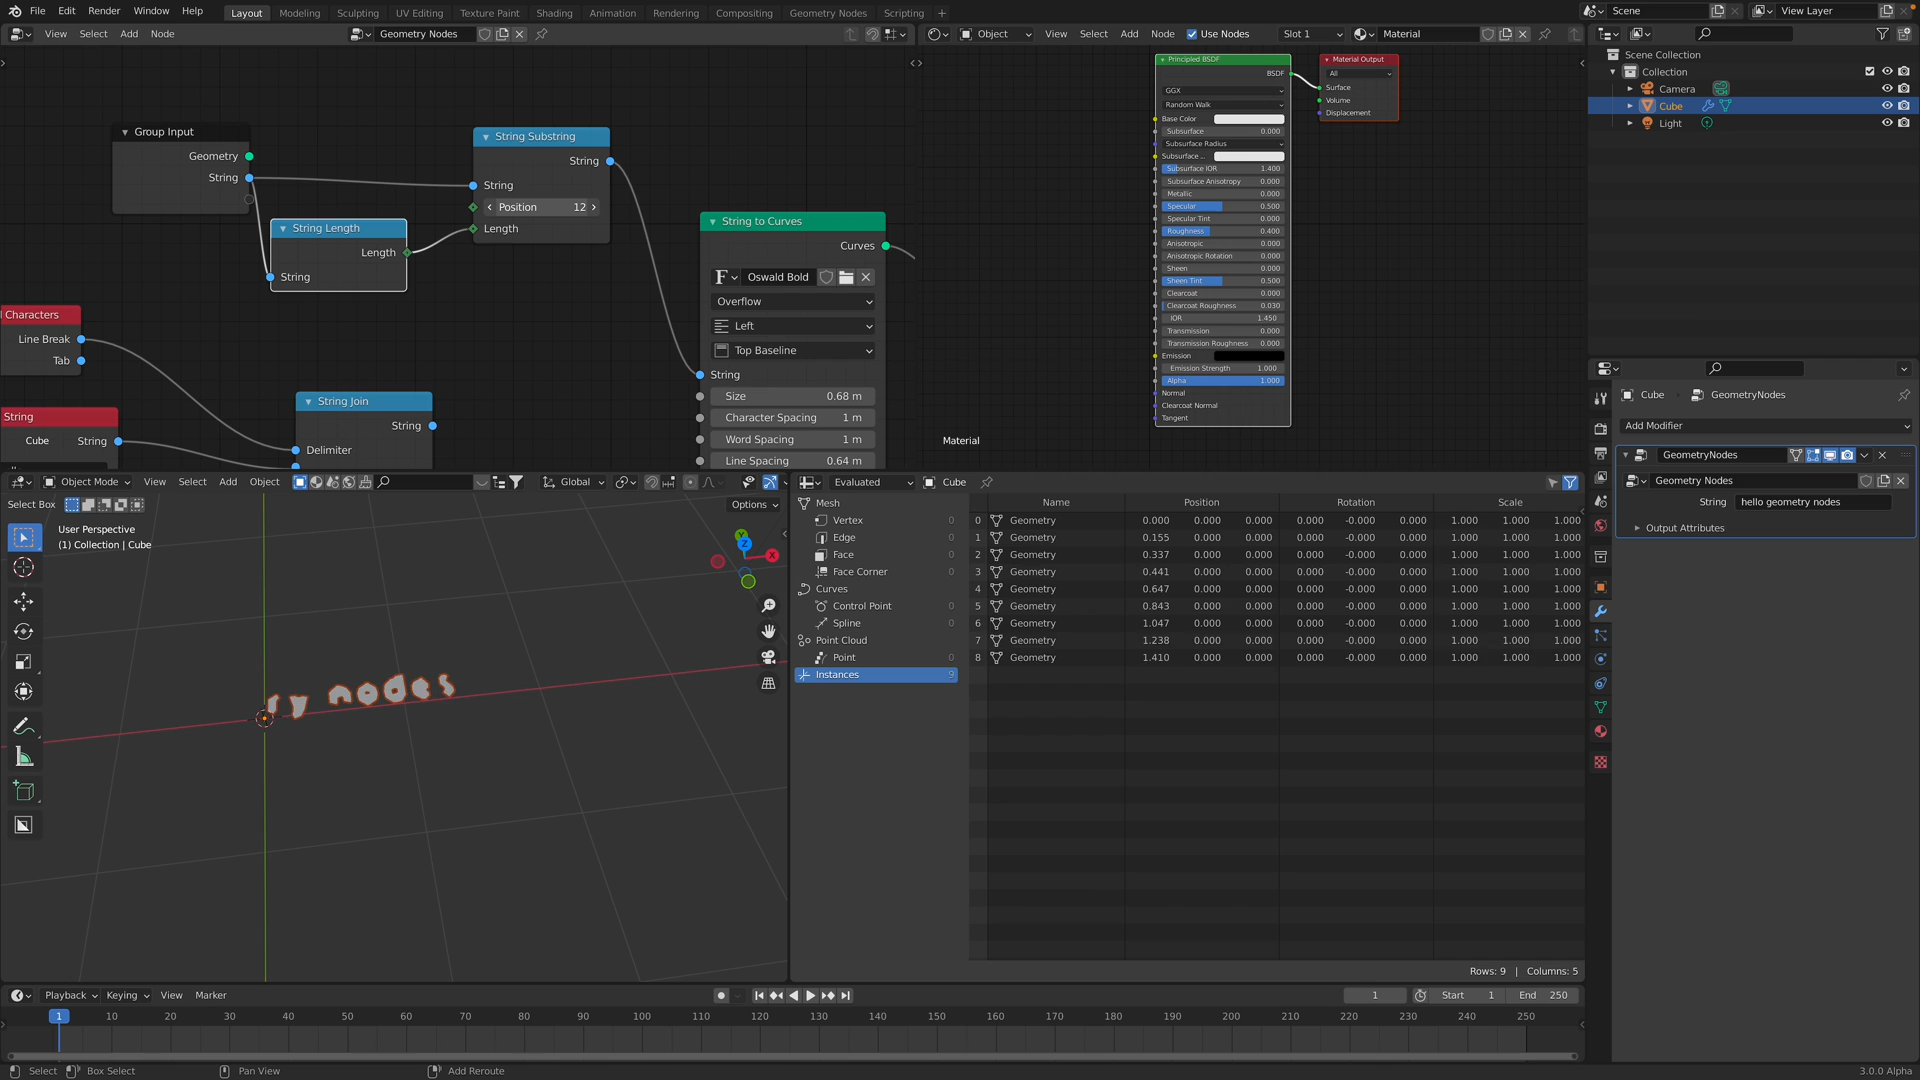 File Edit Render Window Help Layout Modeling Sculpting UV Editing Texture Paint Shading Animation Rendering Compositing Geometry Nodes Scripting + Scene View Layer
View Select Add Node Geometry Nodes
Object View Select Add Node Use Nodes Slot 1 Material
Group Input
Geometry
String
String Length
Length
String
String Substring
String
String
Position 12
Length
String to Curves
Curves
Oswald Bold
Overflow
Left
Top Baseline
String
Size 0.68 m
Character Spacing 1 m
Word Spacing 1 m
Line Spacing 0.64 m
Characters
Line Break
Tab
String
Cube String
String Join
String
Delimiter
Principled BSDF
BSDF
GGX
Random Walk
Base Color
Subsurface 0.000
Subsurface Radius
Subsurface ..
Subsurface IOR 1.400
Subsurface Anisotropy 0.000
Metallic 0.000
Specular 0.500
Specular Tint 0.000
Roughness 0.400
Anisotropic 0.000
Anisotropic Rotation 0.000
Sheen 0.000
Sheen Tint 0.500
Clearcoat 0.000
Clearcoat Roughness 0.030
IOR 1.450
Transmission 0.000
Transmission Roughness 0.000
Emission
Emission Strength 1.000
Alpha 1.000
Normal
Clearcoat Normal
Tangent
Material Output
All
Surface
Volume
Displacement
Material
Scene Collection
Collection
Camera
Cube
Light
Cube GeometryNodes
Add Modifier
GeometryNodes
Geometry Nodes
String hello geometry nodes
Output Attributes
Object Mode View Select Add Object Global
Select Box Options
User Perspective
(1) Collection | Cube
Y
Z
X
ry nodes
Evaluated Cube
Mesh
Vertex 0
Edge 0
Face 0
Face Corner 0
Curves
Control Point 0
Spline 0
Point Cloud
Point 0
Instances 9
Name Position Rotation Scale
0 Geometry 0.000 0.000 0.000 0.000 -0.000 0.000 1.000 1.000 1.000
1 Geometry 0.155 0.000 0.000 0.000 -0.000 0.000 1.000 1.000 1.000
2 Geometry 0.337 0.000 0.000 0.000 -0.000 0.000 1.000 1.000 1.000
3 Geometry 0.441 0.000 0.000 0.000 -0.000 0.000 1.000 1.000 1.000
4 Geometry 0.647 0.000 0.000 0.000 -0.000 0.000 1.000 1.000 1.000
5 Geometry 0.843 0.000 0.000 0.000 -0.000 0.000 1.000 1.000 1.000
6 Geometry 1.047 0.000 0.000 0.000 -0.000 0.000 1.000 1.000 1.000
7 Geometry 1.238 0.000 0.000 0.000 -0.000 0.000 1.000 1.000 1.000
8 Geometry 1.410 0.000 0.000 0.000 -0.000 0.000 1.000 1.000 1.000
Rows: 9 | Columns: 5
Playback Keying View Marker 1 Start 1 End 250
1 10 20 30 40 50 60 70 80 90 100 110 120 130 140 150 160 170 180 190 200 210 220 230 240 250
Select Box Select Pan View Add Reroute 3.0.0 Alpha